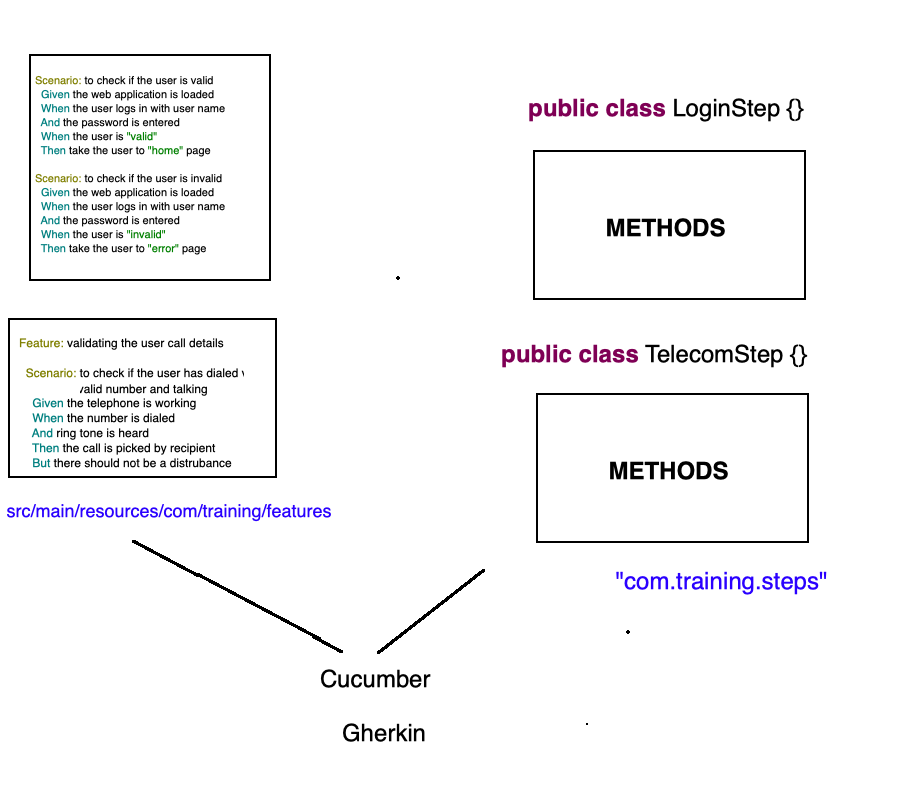 Scenario: to check if the user is valid
Given the web application is loaded
When the user logs in with user name
And the password is entered
When the user is "valid"
Then take the user to "home" page
Scenario: to check if the user is invalid
Given the web application is loaded
When the user logs in with user name
And the password is entered
When the user is "invalid"
Then take the user to "error" page
public class LoginStep {}
METHODS
Feature: validating the user call details
Scenario: to check if the user has dialed
valid number and talking
Given the telephone is working
When the number is dialed
And ring tone is heard
Then the call is picked by recipient
But there should not be a distrubance
src/main/resources/com/training/features
public class TelecomStep {}
METHODS
"com.training.steps"
Cucumber
Gherkin